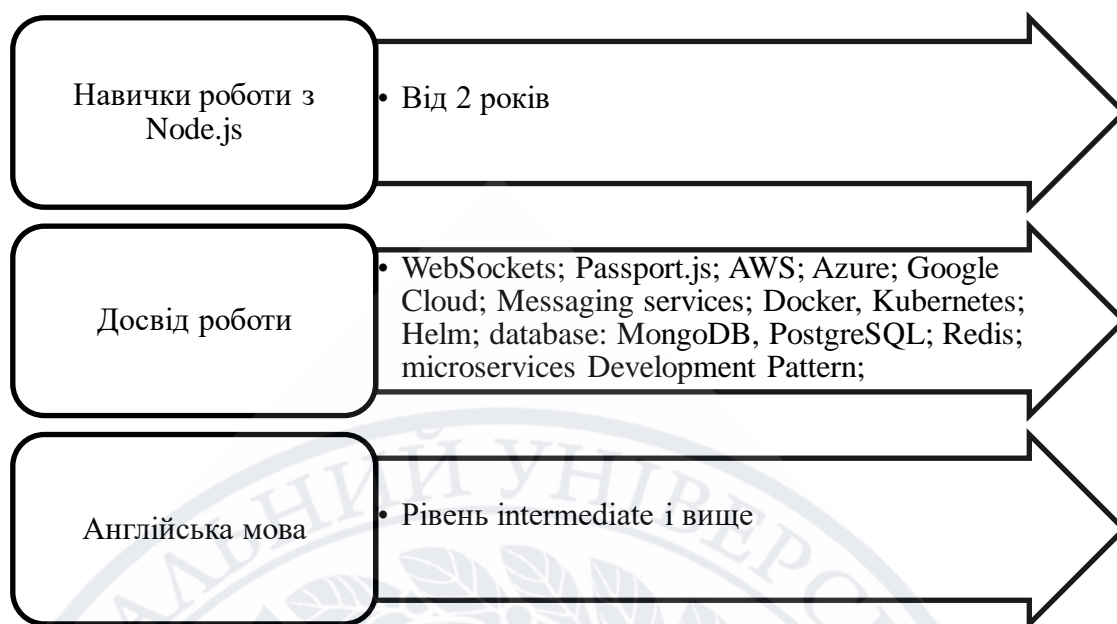 Навички роботи з
Node.js
• Від 2 років
Досвід роботи
• WebSockets; Passport.js; AWS; Azure; Google
Cloud; Messaging services; Docker, Kubernetes;
Helm; database: MongoDB, PostgreSQL; Redis;
microservices Development Pattern;
Англійська мова
• Рівень intermediate і вище